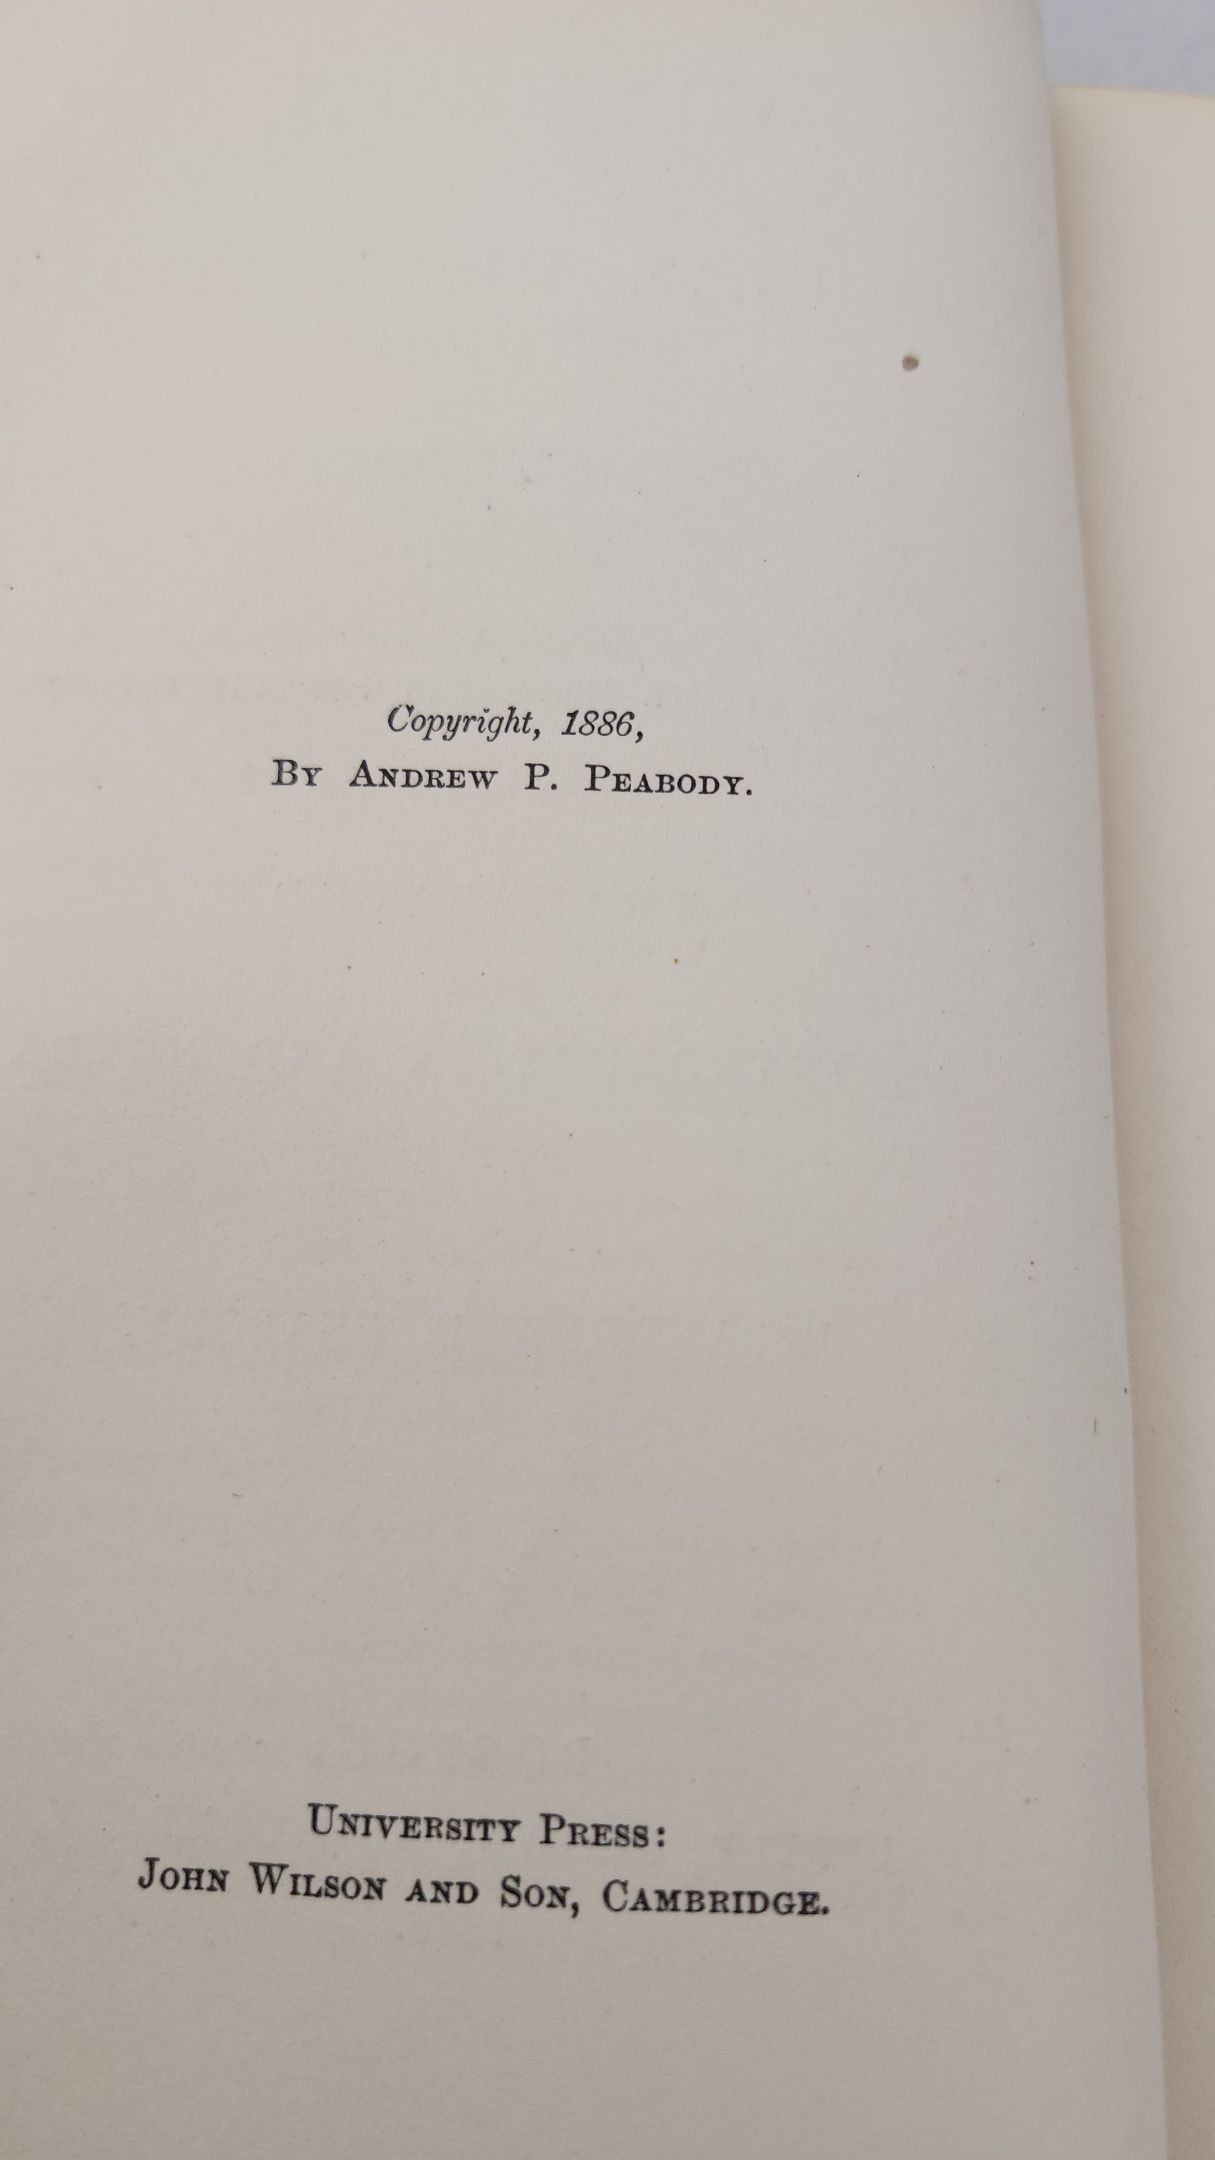 Copyright, 1886,
By Andrew P. Peabody.
University Press:
John Wilson and Son, Cambridge.